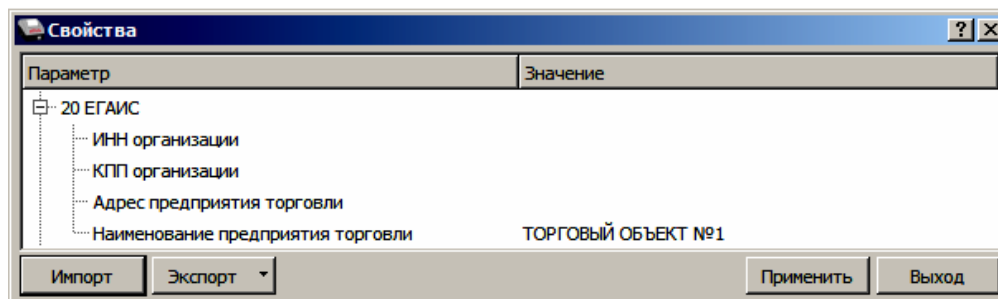 Свойства
Параметр Значение
20 ЕГАИС
ИНН организации
КПП организации
Адрес предприятия торговли
Наименование предприятия торговли ТОРГОВЫЙ ОБЪЕКТ №1
Импорт Экспорт Применить Выход